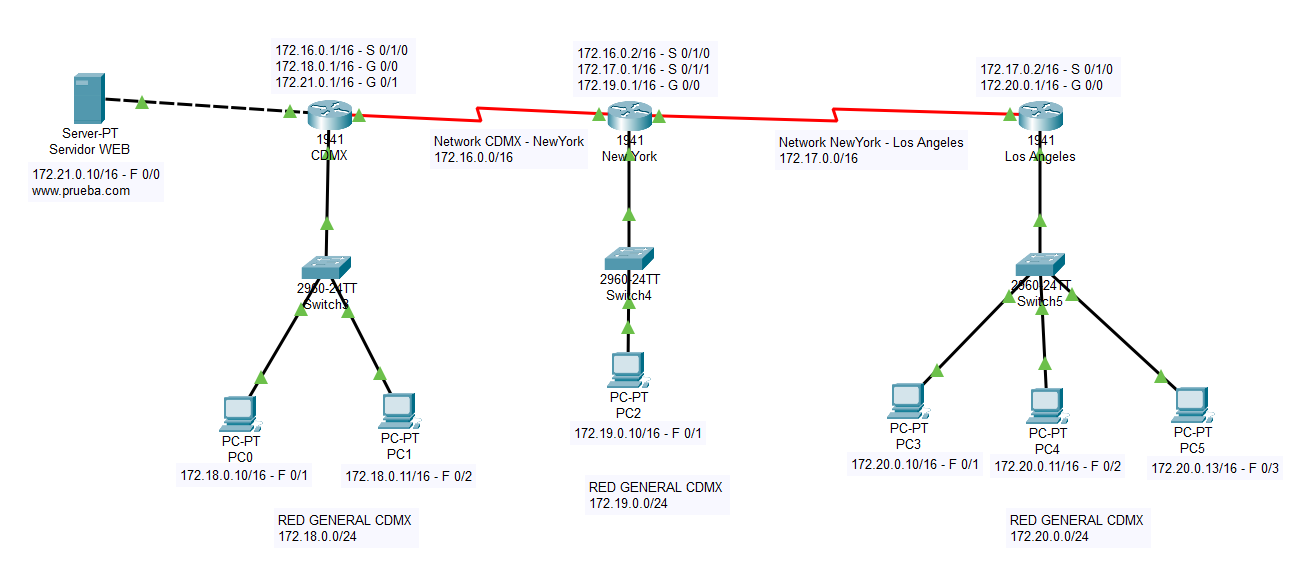 172.16.0.1/16 - S 0/1/0
172.18.0.1/16 - G 0/0
172.21.0.1/16 - G 0/1
172.16.0.2/16 - S 0/1/0
172.17.0.1/16 - S 0/1/1
172.19.0.1/16 - G 0/0
172.17.0.2/16 - S 0/1/0
172.20.0.1/16 - G 0/0
Server-PT
Servidor WEB
172.21.0.10/16 - F 0/0
www.prueba.com
1941
CDMX
Network CDMX - NewYork
172.16.0.0/16
1941
New York
Network NewYork - Los Angeles
172.17.0.0/16
1941
Los Angeles
2960-24TT
Switch3
2960-24TT
Switch4
2960-24TT
Switch5
PC-PT
PC0
172.18.0.10/16 - F 0/1
PC-PT
PC1
172.18.0.11/16 - F 0/2
PC-PT
PC2
172.19.0.10/16 - F 0/1
PC-PT
PC3
172.20.0.10/16 - F 0/1
PC-PT
PC4
172.20.0.11/16 - F 0/2
PC-PT
PC5
172.20.0.13/16 - F 0/3
RED GENERAL CDMX
172.18.0.0/24
RED GENERAL CDMX
172.19.0.0/24
RED GENERAL CDMX
172.20.0.0/24